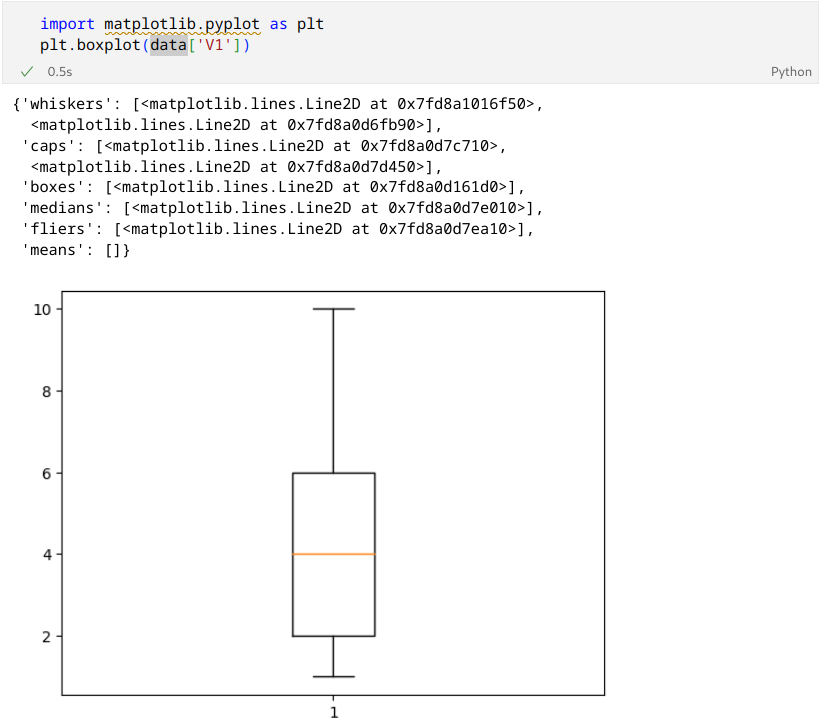 import matplotlib.pyplot as plt
plt.boxplot(data['V1'])
✓ 0.5s Python
{'whiskers': [<matplotlib.lines.Line2D at 0x7fd8a1016f50>,
  <matplotlib.lines.Line2D at 0x7fd8a0d6fb90>],
 'caps': [<matplotlib.lines.Line2D at 0x7fd8a0d7c710>,
  <matplotlib.lines.Line2D at 0x7fd8a0d7d450>],
 'boxes': [<matplotlib.lines.Line2D at 0x7fd8a0d161d0>],
 'medians': [<matplotlib.lines.Line2D at 0x7fd8a0d7e010>],
 'fliers': [<matplotlib.lines.Line2D at 0x7fd8a0d7ea10>],
 'means': []}
10
8
6
4
2
1